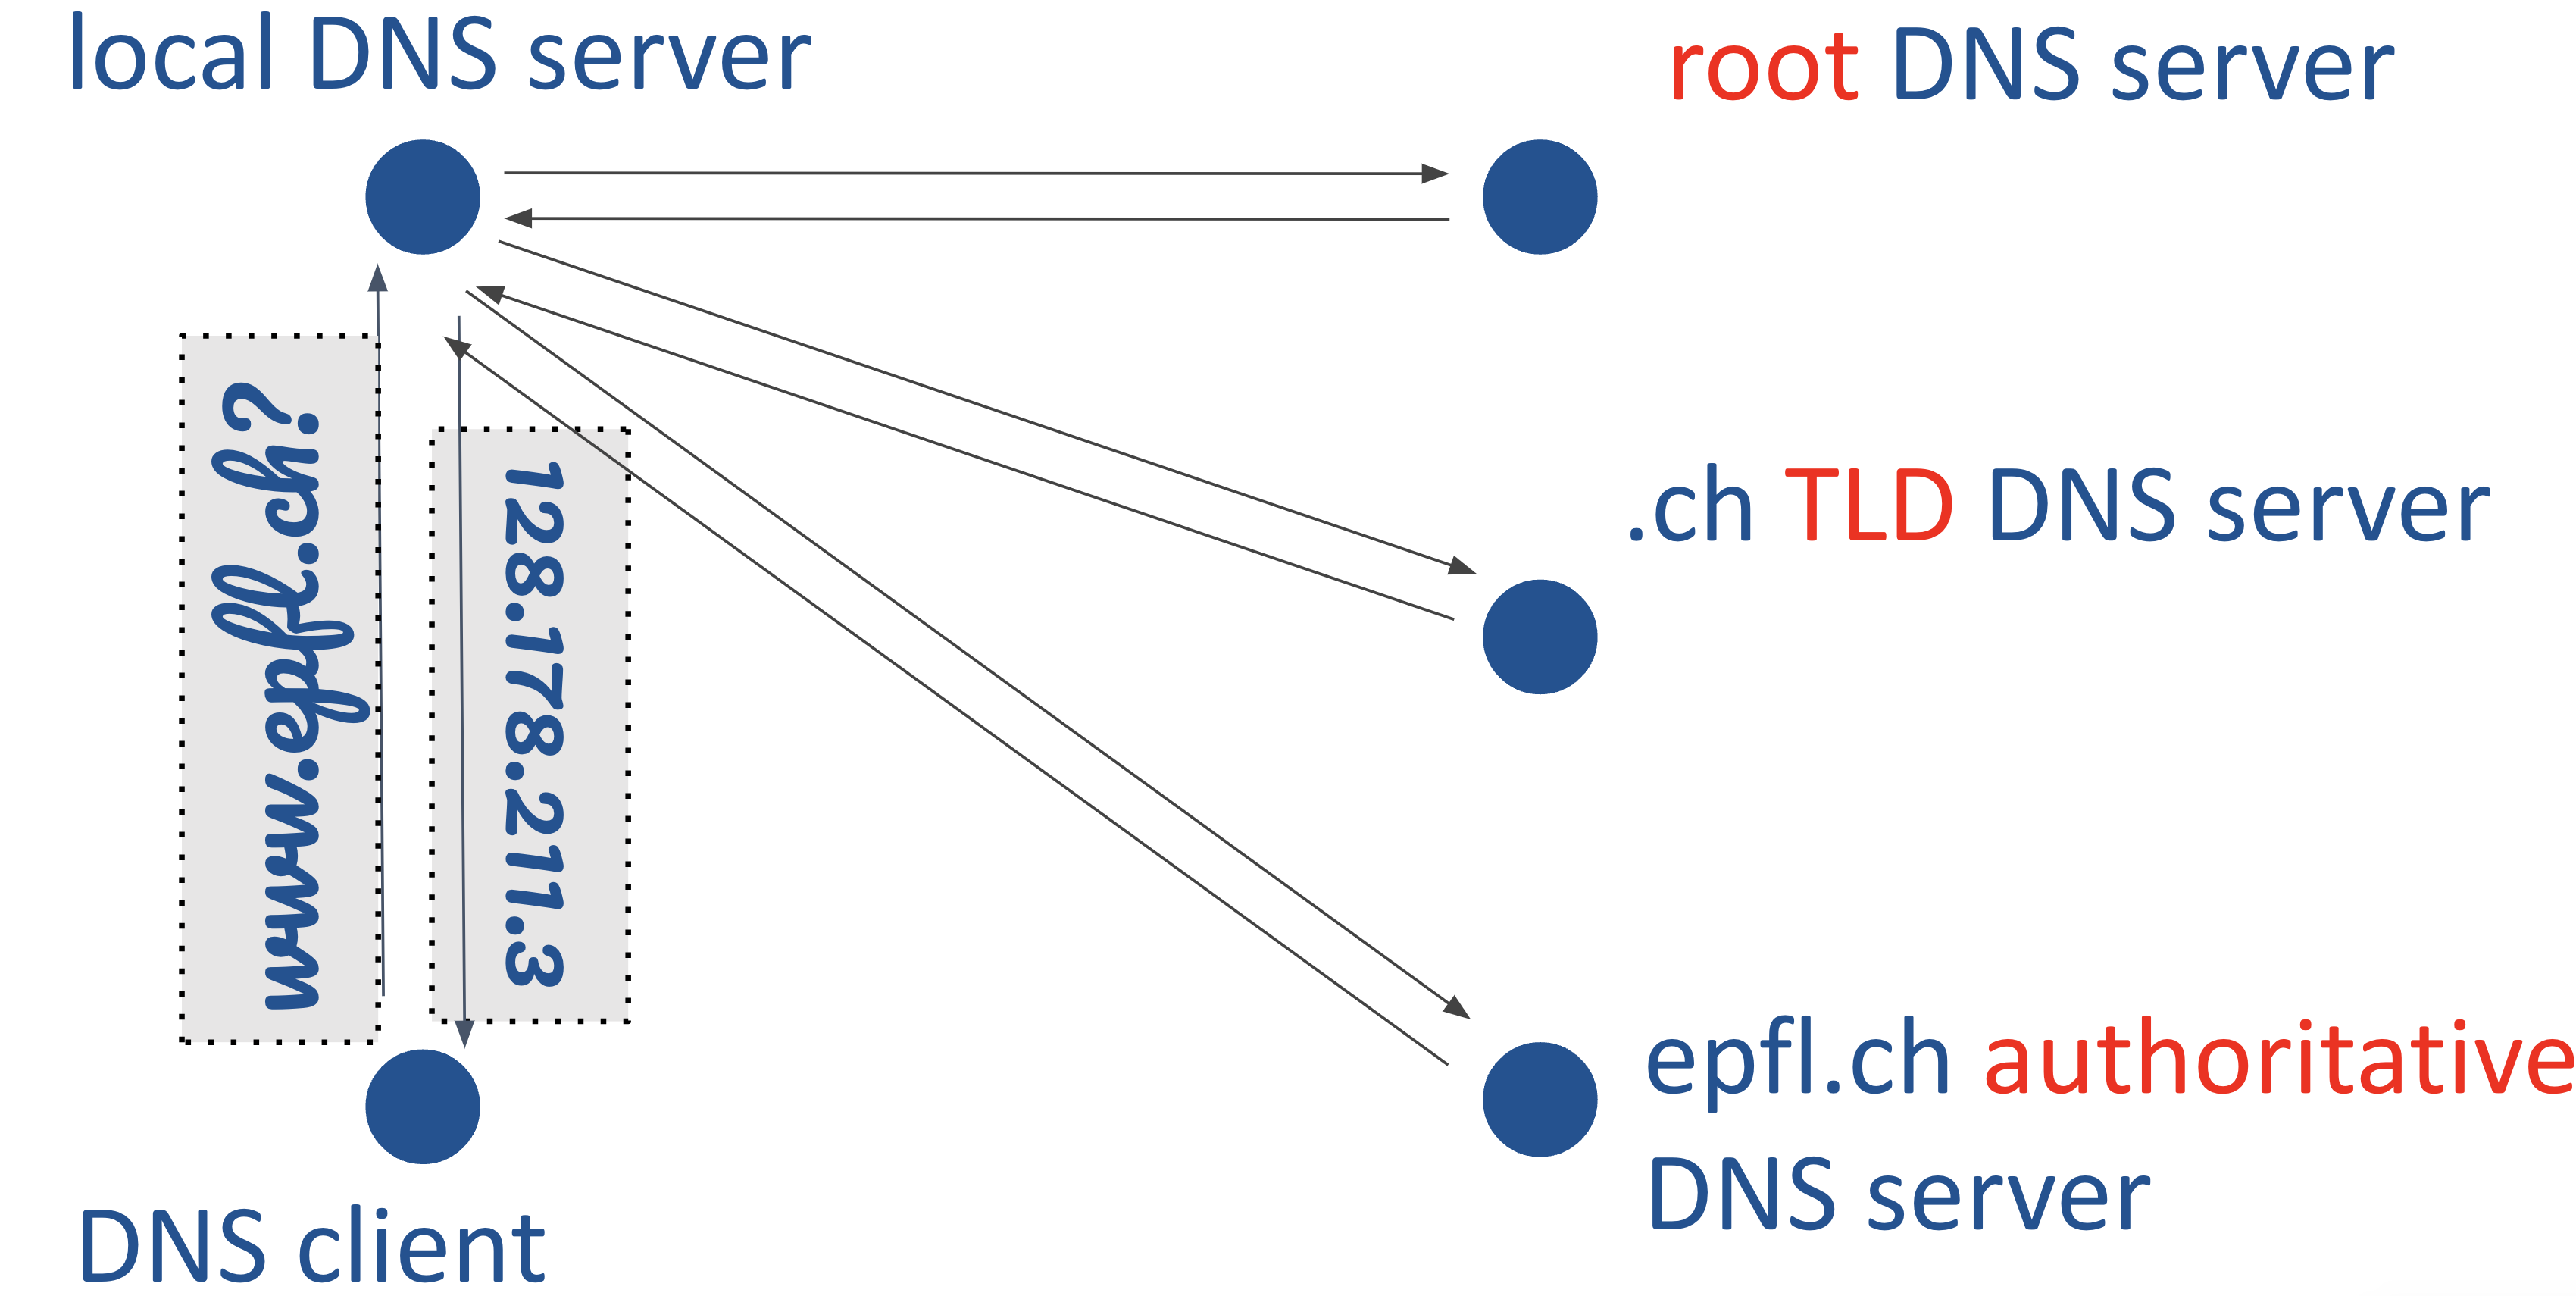 local DNS server
root DNS server
www.epfl.ch?
128.178.211.3
.ch TLD DNS server
epfl.ch authoritative
DNS server
DNS client